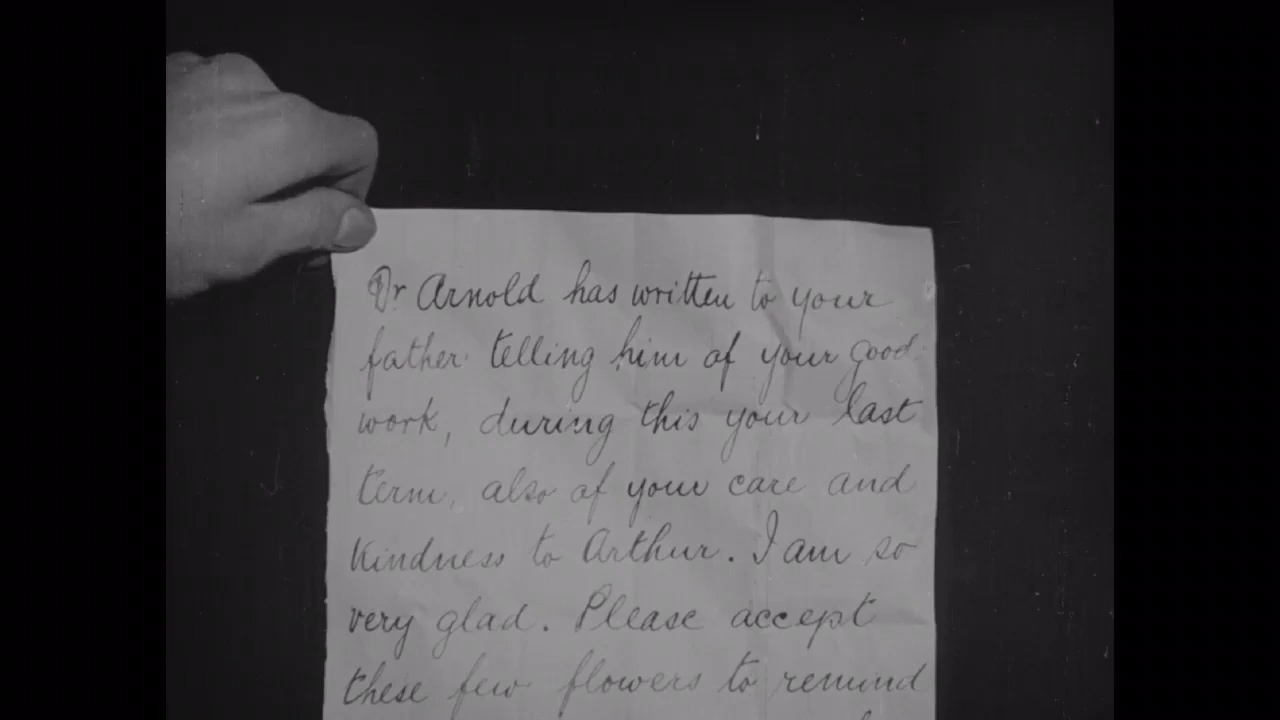 Dr Arnold has written to your
father telling him of your good
work, during this your last
term, also of your care and
kindness to Arthur. I am so
very glad. Please accept
these few flowers to remind